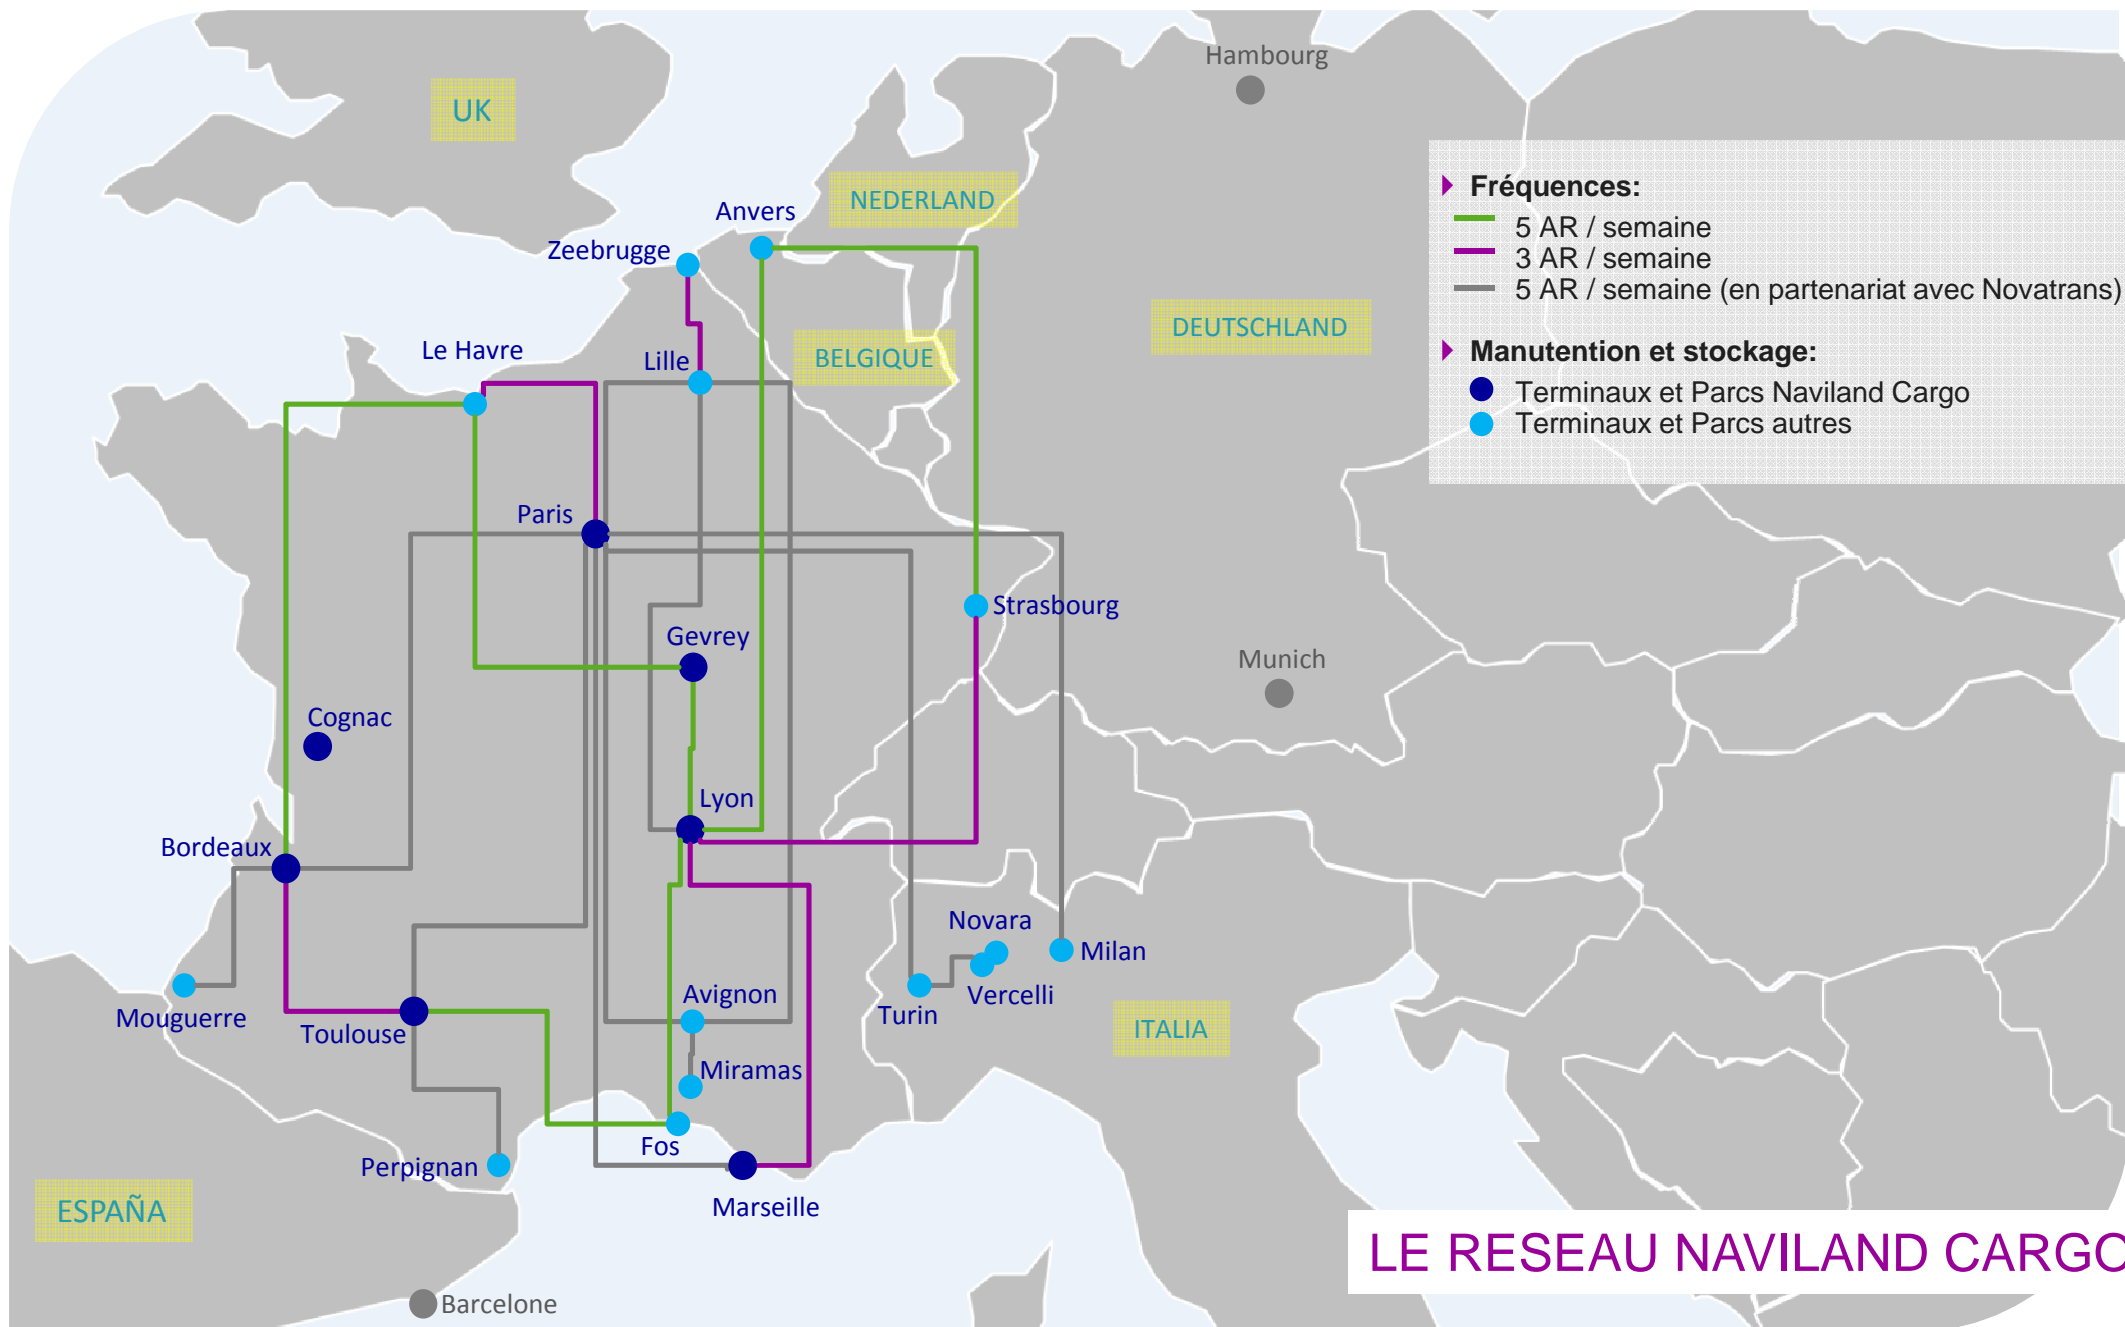 Hambourg
UK
Fréquences:
NEDERLAND
Anvers
5 AR / semaine
Zeebrugge
3 AR / semaine
5 AR / semaine (en partenariat avec Novatrans)
DEUTSCHLAND
Le Havre
Lille
BELGIQUE
Manutention et stockage:
Terminaux et Parcs Naviland Cargo
Terminaux et Parcs autres
Paris
Strasbourg
Gevrey
Munich
Cognac
Lyon
Bordeaux
Novara
Milan
Avignon
Vercelli
Mouguerre
Turin
Toulouse
ITALIA
Miramas
Fos
Perpignan
Marseille
ESPAÑA
LE RESEAU NAVILAND CARGO
Barcelone